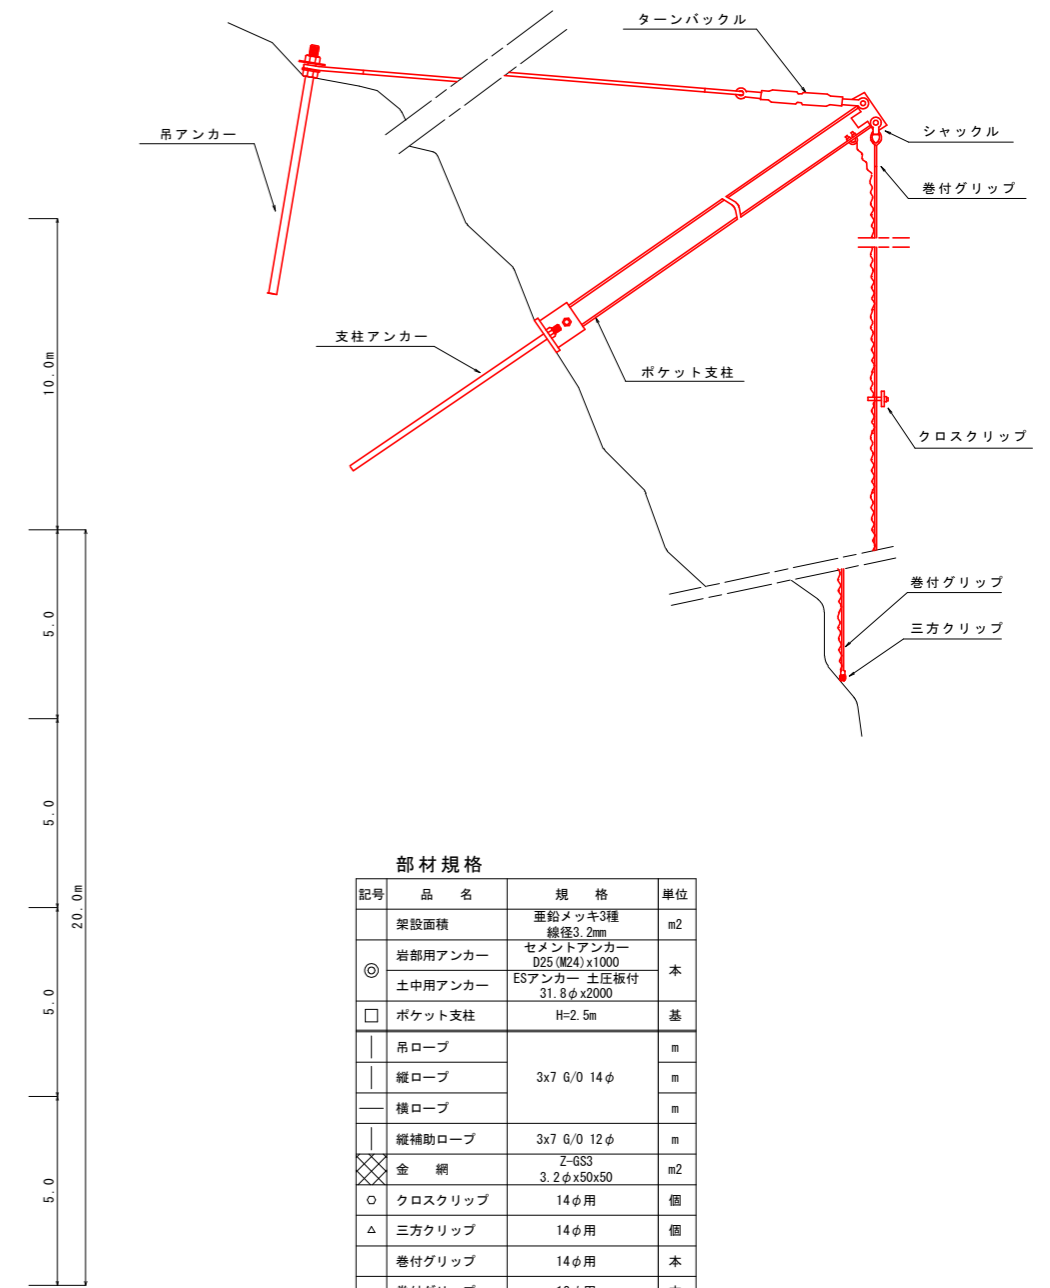 ターンバックル
吊アンカー
シャックル
巻付グリップ
支柱アンカー
ポケット支柱
クロスクリップ
巻付グリップ
三方クリップ
10.0m
5.0
5.0
20.0m
5.0
5.0
部材規格
記号 品 名 規 格 単位
架設面積 亜鉛メッキ3種 m2
線径3.2mm
岩部用アンカー セメントアンカー 本
D25(M24)x1000
土中用アンカー ESアンカー 土圧板付
31.8φx2000
ポケット支柱 H=2.5m 基
吊ロープ m
縦ロープ 3x7 G/O 14φ m
横ロープ m
縦補助ロープ 3x7 G/O 12φ m
金 網 Z-GS3 m2
3.2φx50x50
クロスクリップ 14φ用 個
三方クリップ 14φ用 個
巻付グリップ 14φ用 本